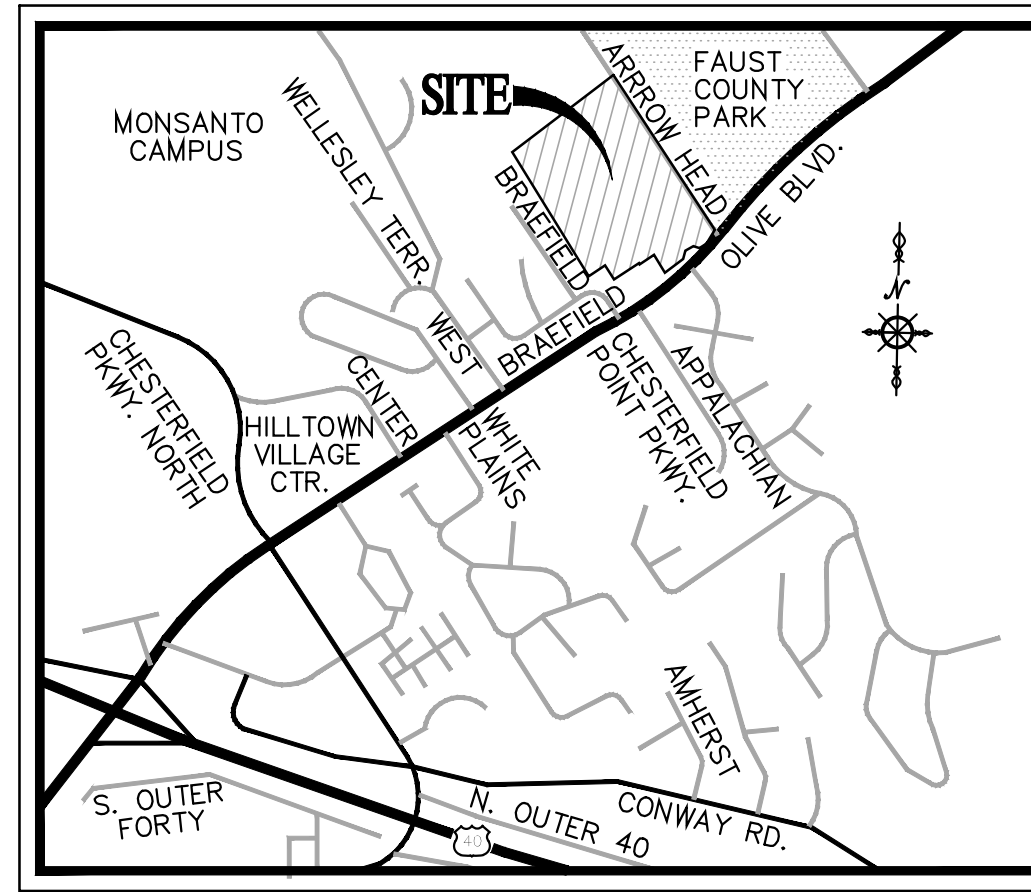 MONSANTO
CAMPUS
SITE
ARRROW HEAD
FAUST
COUNTY
PARK
WELLESLEY TERR.
BRAEFIELD
OLIVE BLVD.
N
BRAEFIELD
WEST
CENTER
CHESTERFIELD
PKWY. NORTH
HILLTOWN
VILLAGE
CTR.
WHITE
PLAINS
CHESTERFIELD
POINT PKWY.
APPALACHIAN
AMHERST
S. OUTER
FORTY
N. OUTER 40
CONWAY RD.
40